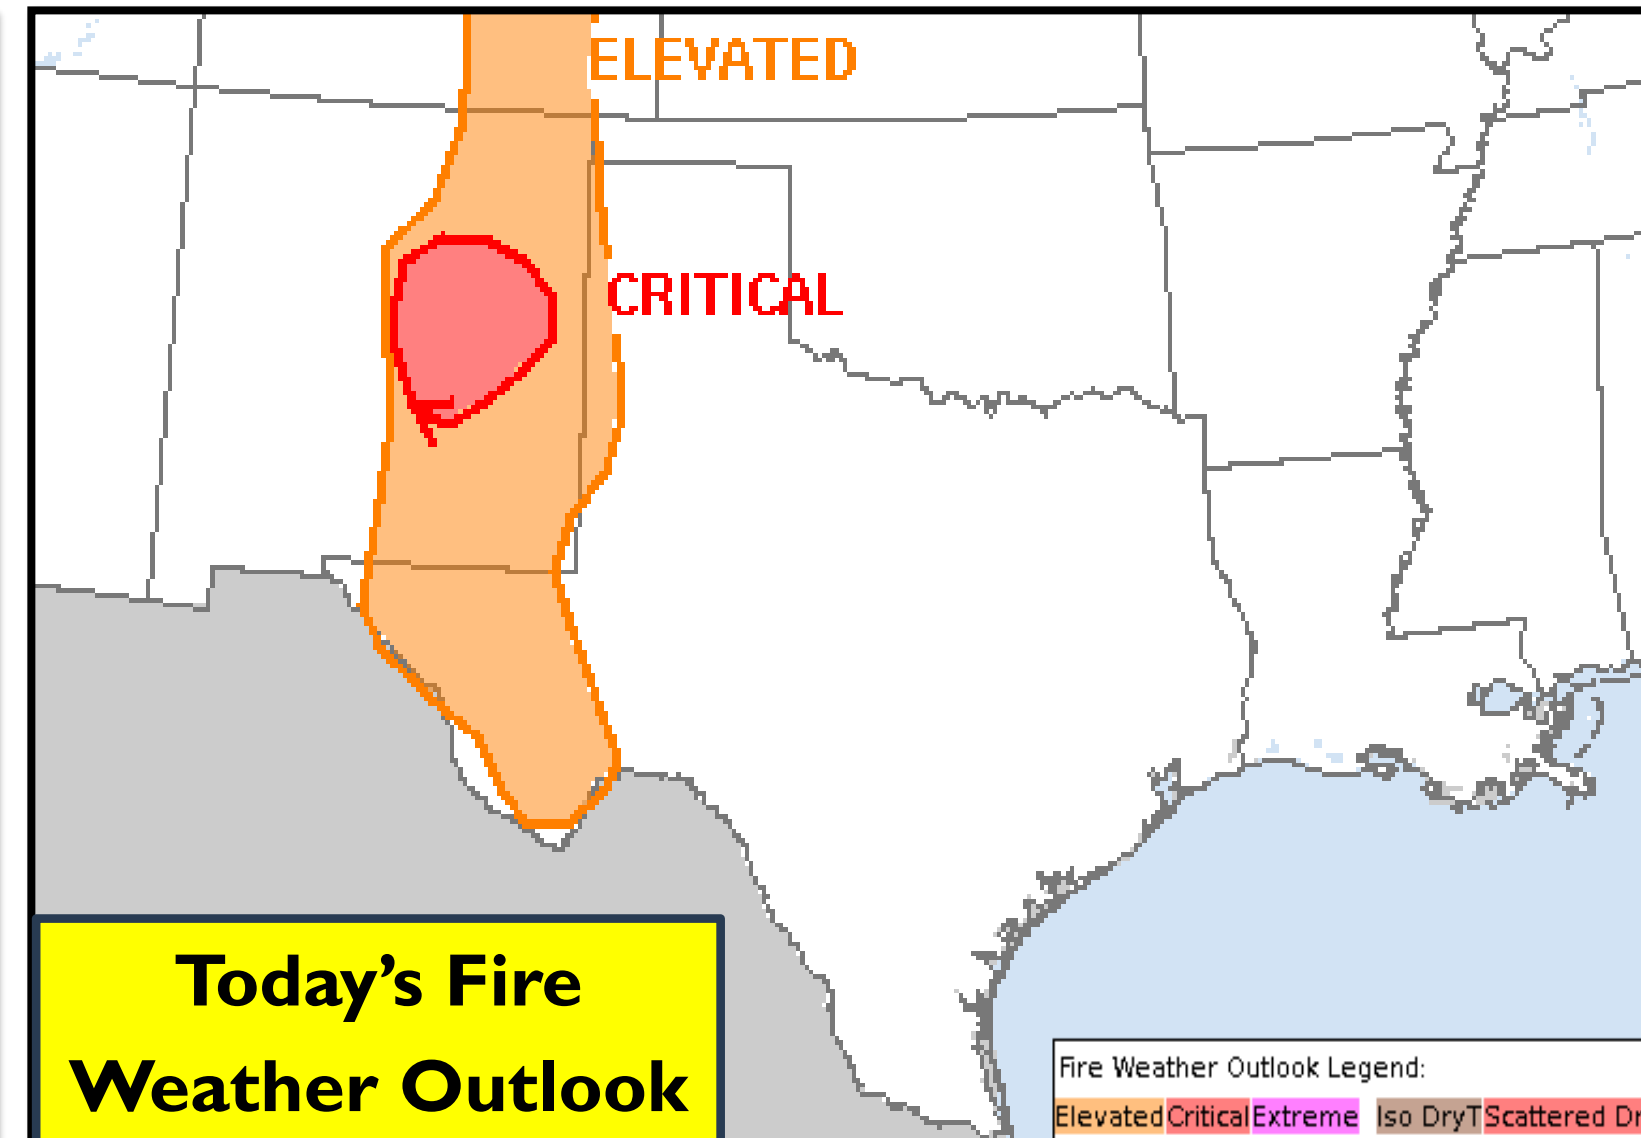 ELEVATED
CRITICAL
Today’s Fire
Weather Outlook
Fire Weather Outlook Legend:
Elevated Critical Extreme Iso DryT Scattered Dr